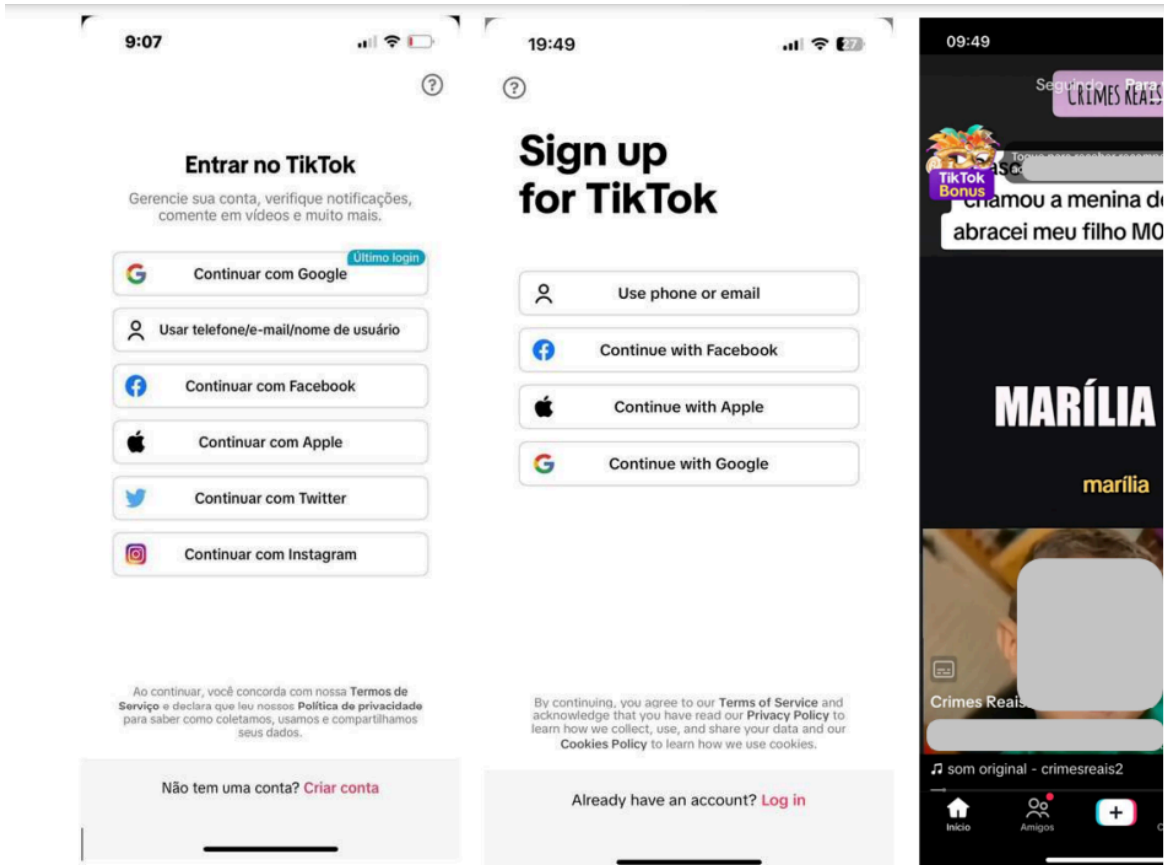 9:07
Entrar no TikTok
Gerencie sua conta, verifique notificações,
comente em vídeos e muito mais.
Último login
Continuar com Google
Usar telefone/e-mail/nome de usuário
Continuar com Facebook
Continuar com Apple
Continuar com Twitter
Continuar com Instagram
Ao continuar, você concorda com nossa Termos de
Serviço e declara que leu nossos Política de privacidade
para saber como coletamos, usamos e compartilhamos
seus dados.
Não tem uma conta? Criar conta
19:49
27
Sign up
for TikTok
Use phone or email
Continue with Facebook
Continue with Apple
Continue with Google
By continuing, you agree to our Terms of Service and
acknowledge that you have read our Privacy Policy to
learn how we collect, use, and share your data and our
Cookies Policy to learn how we use cookies.
Already have an account? Log in
09:49
Seguindo Para
CRIMES REAIS
TikTok
Bonus
chamou a menina d
abracei meu filho M
MARÍLIA
marília
Crimes Reais
som original - crimesreais2
Início
Amigos